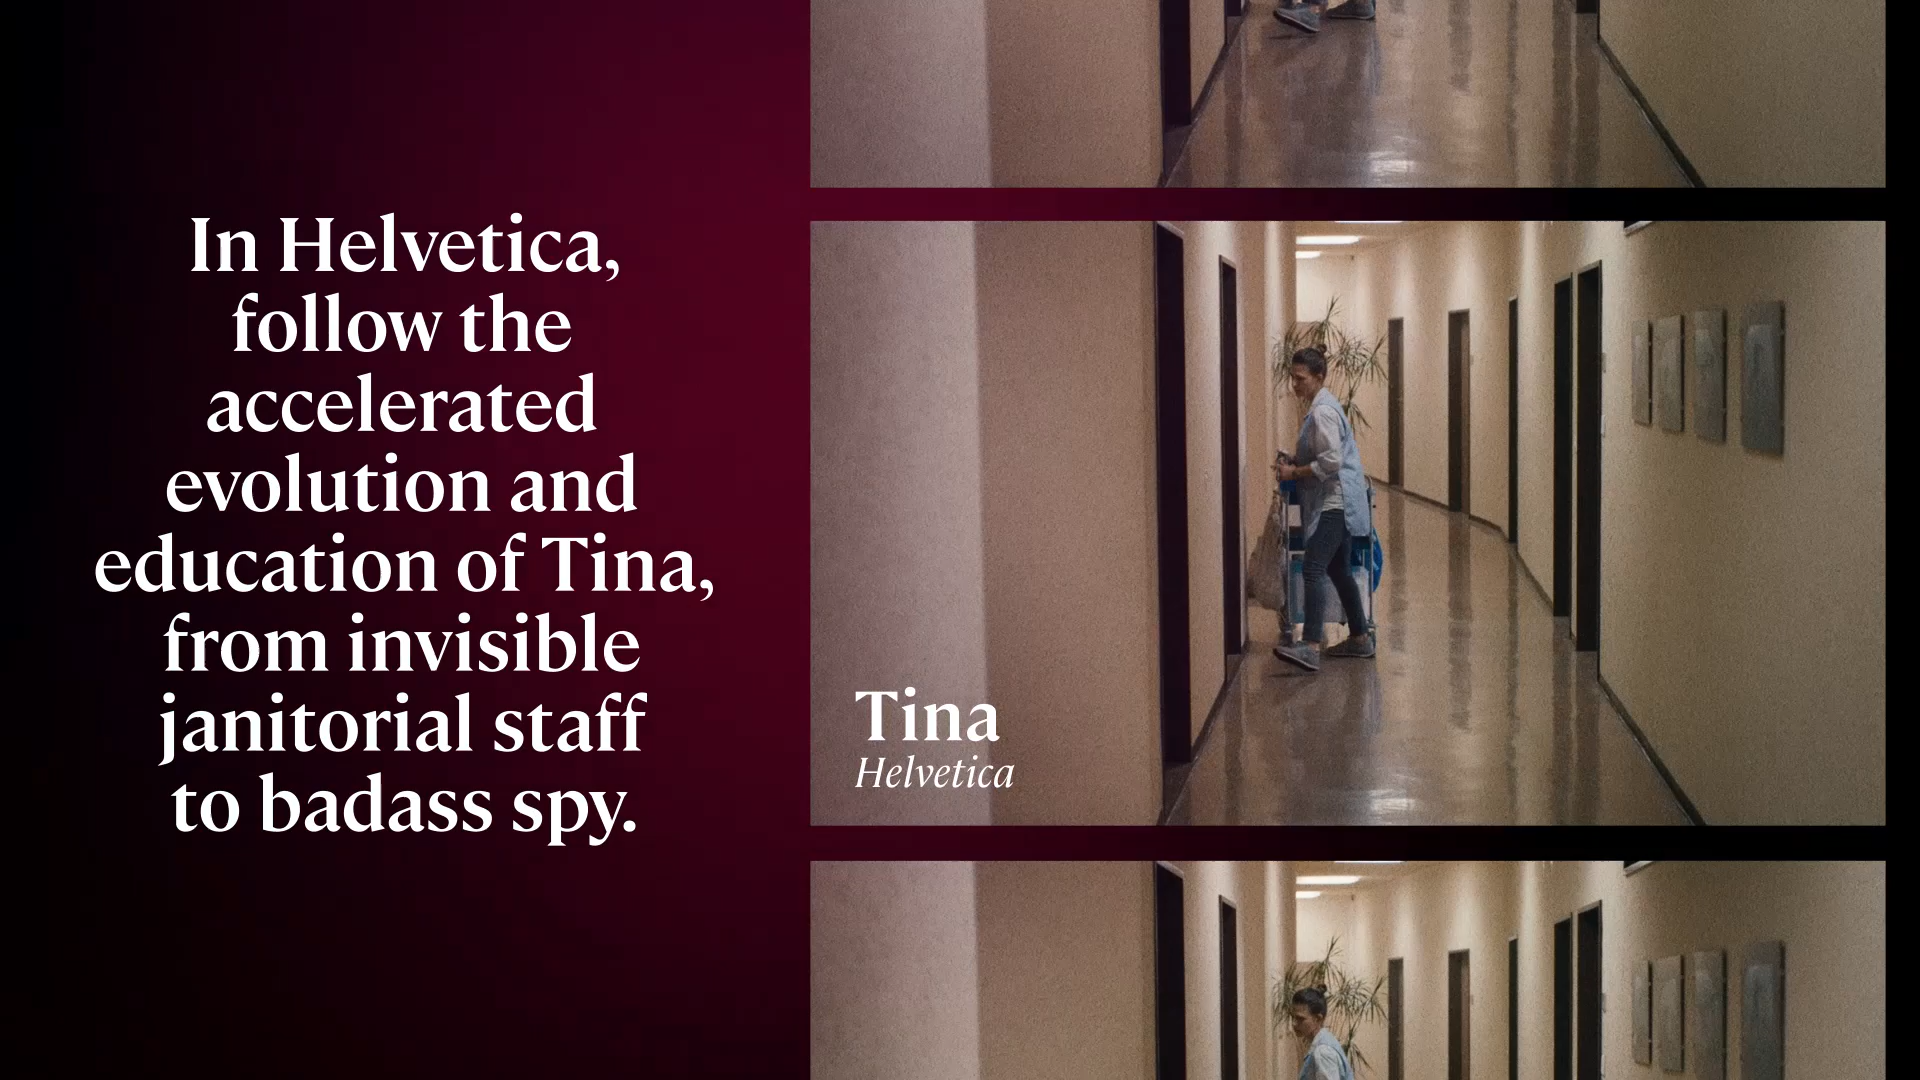 In Helvetica,
follow the
accelerated
evolution and
education of Tina,
from invisible
janitorial staff
to badass spy.
Tina
Helvetica